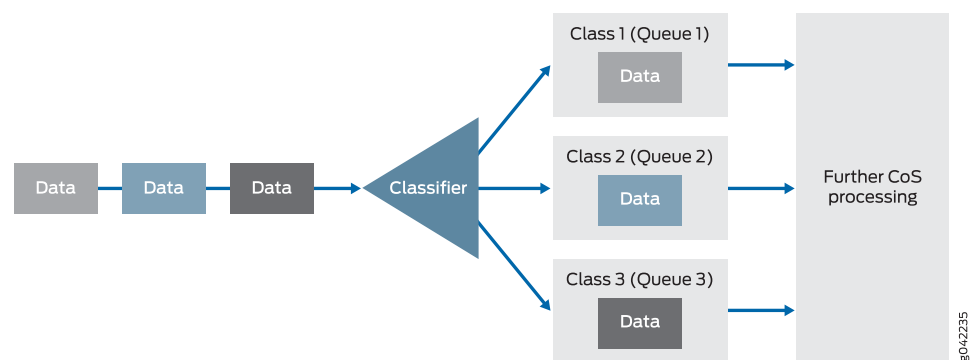 Data
Data
Data
Classifier
Class 1 (Queue 1)
Data
Class 2 (Queue 2)
Data
Class 3 (Queue 3)
Data
Further CoS
processing
g042235